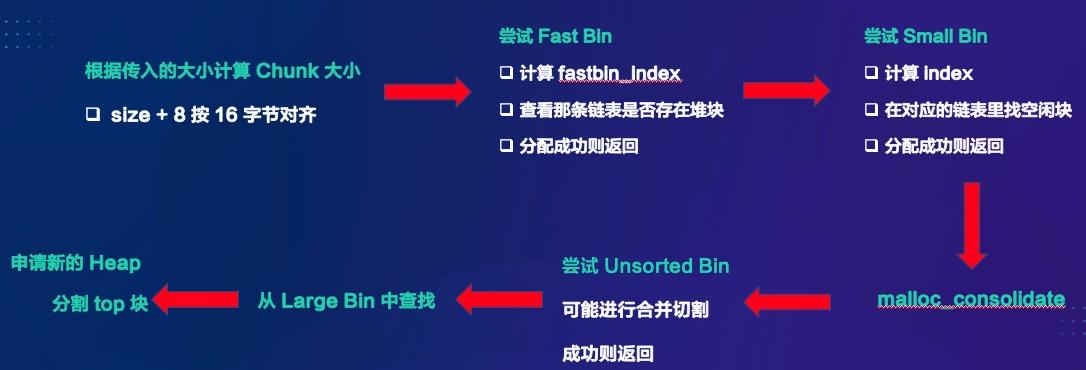 根据传入的大小计算 Chunk 大小
size + 8 按 16 字节对齐
尝试 Fast Bin
计算 fastbin_index
查看那条链表是否存在堆块
分配成功则返回
尝试 Small Bin
计算 index
在对应的链表里找空闲块
分配成功则返回
malloc_consolidate
尝试 Unsorted Bin
可能进行合并切割
成功则返回
从 Large Bin 中查找
申请新的 Heap
分割 top 块